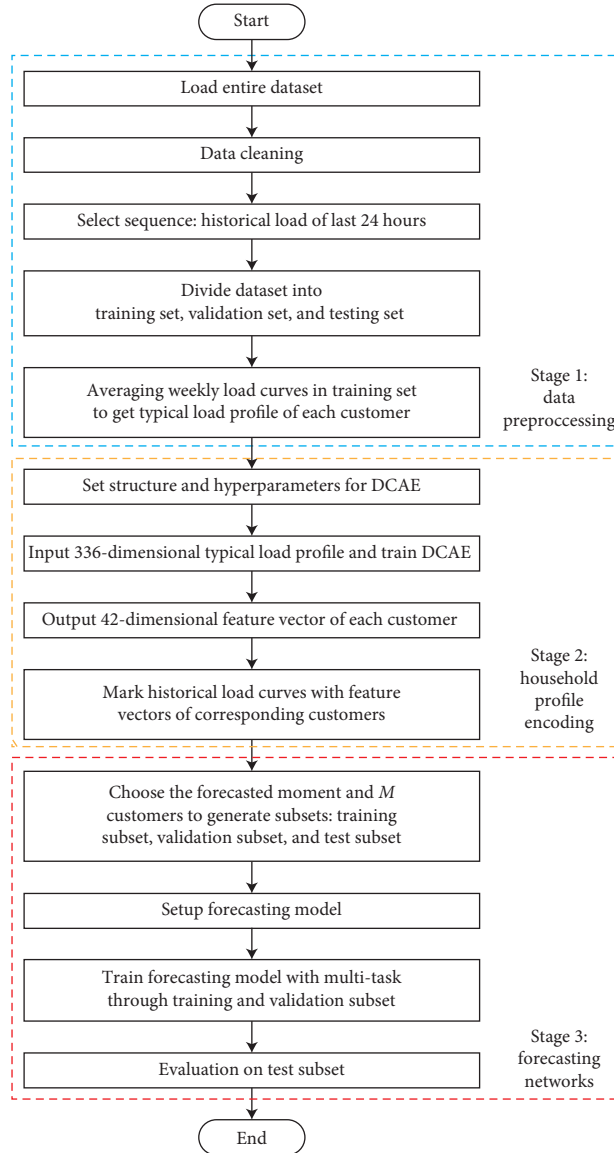 Start
Load entire dataset
Data cleaning
Select sequence: historical load of last 24 hours
Divide dataset into
training set, validation set, and testing set
Averaging weekly load curves in training set
to get typical load profile of each customer
Stage 1:
data
preproccessing
Set structure and hyperparameters for DCAE
Input 336-dimensional typical load profile and train DCAE
Output 42-dimensional feature vector of each customer
Mark historical load curves with feature
vectors of corresponding customers
Stage 2:
household
profile
encoding
Choose the forecasted moment and M
customers to generate subsets: training
subset, validation subset, and test subset
Setup forecasting model
Train forecasting model with multi-task
through training and validation subset
Evaluation on test subset
Stage 3:
forecasting
networks
End